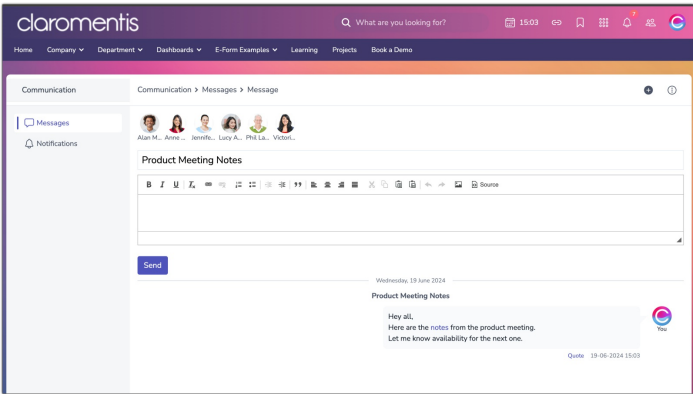 claromentis
What are you looking for?
15:03
7
Home Company Department Dashboards E-Form Examples Learning Projects Book a Demo
Communication
Communication > Messages > Message
Messages
Notifications
Alan M... Anne ... Jennife... Lucy A... Phil La... Victori...
Product Meeting Notes
B I U Source
Send
Wednesday, 19 June 2024
Product Meeting Notes
Hey all,
Here are the notes from the product meeting.
Let me know availability for the next one.
You
Quote 19-06-2024 15:03